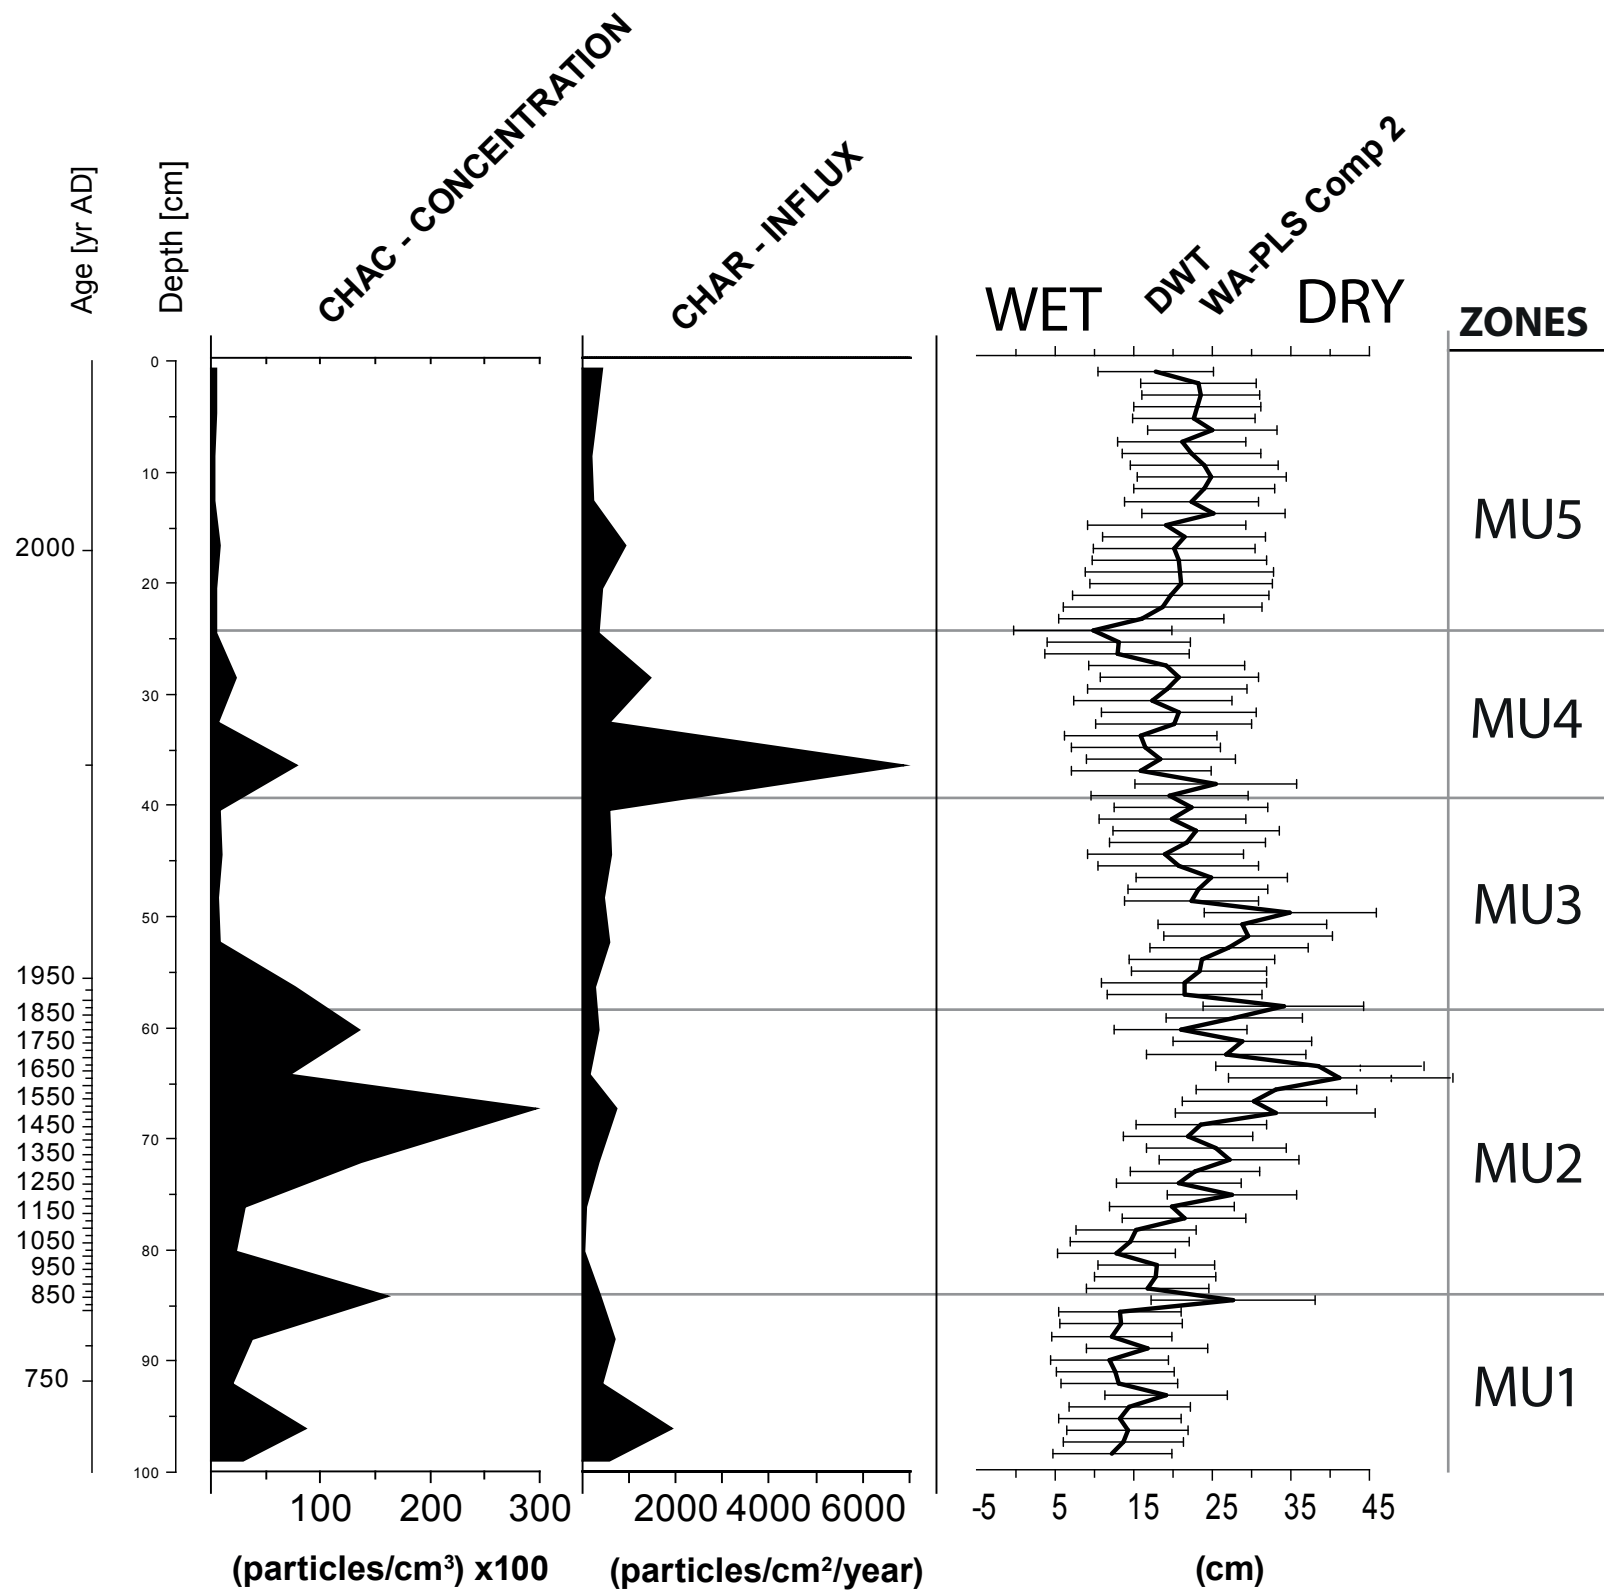 Age [yr AD]
Depth [cm]
CHAC - CONCENTRATION
CHAR - INFLUX
WET
DWT
WA-PLS Comp 2
DRY
ZONES
0
10
20
30
40
50
60
70
80
90
100
2000
1950
1850
1750
1650
1550
1450
1350
1250
1150
1050
950
850
750
MU5
MU4
MU3
MU2
MU1
100 200 300
2000 4000 6000
-5 5 15 25 35 45
(particles/cm³) x100
(particles/cm²/year)
(cm)